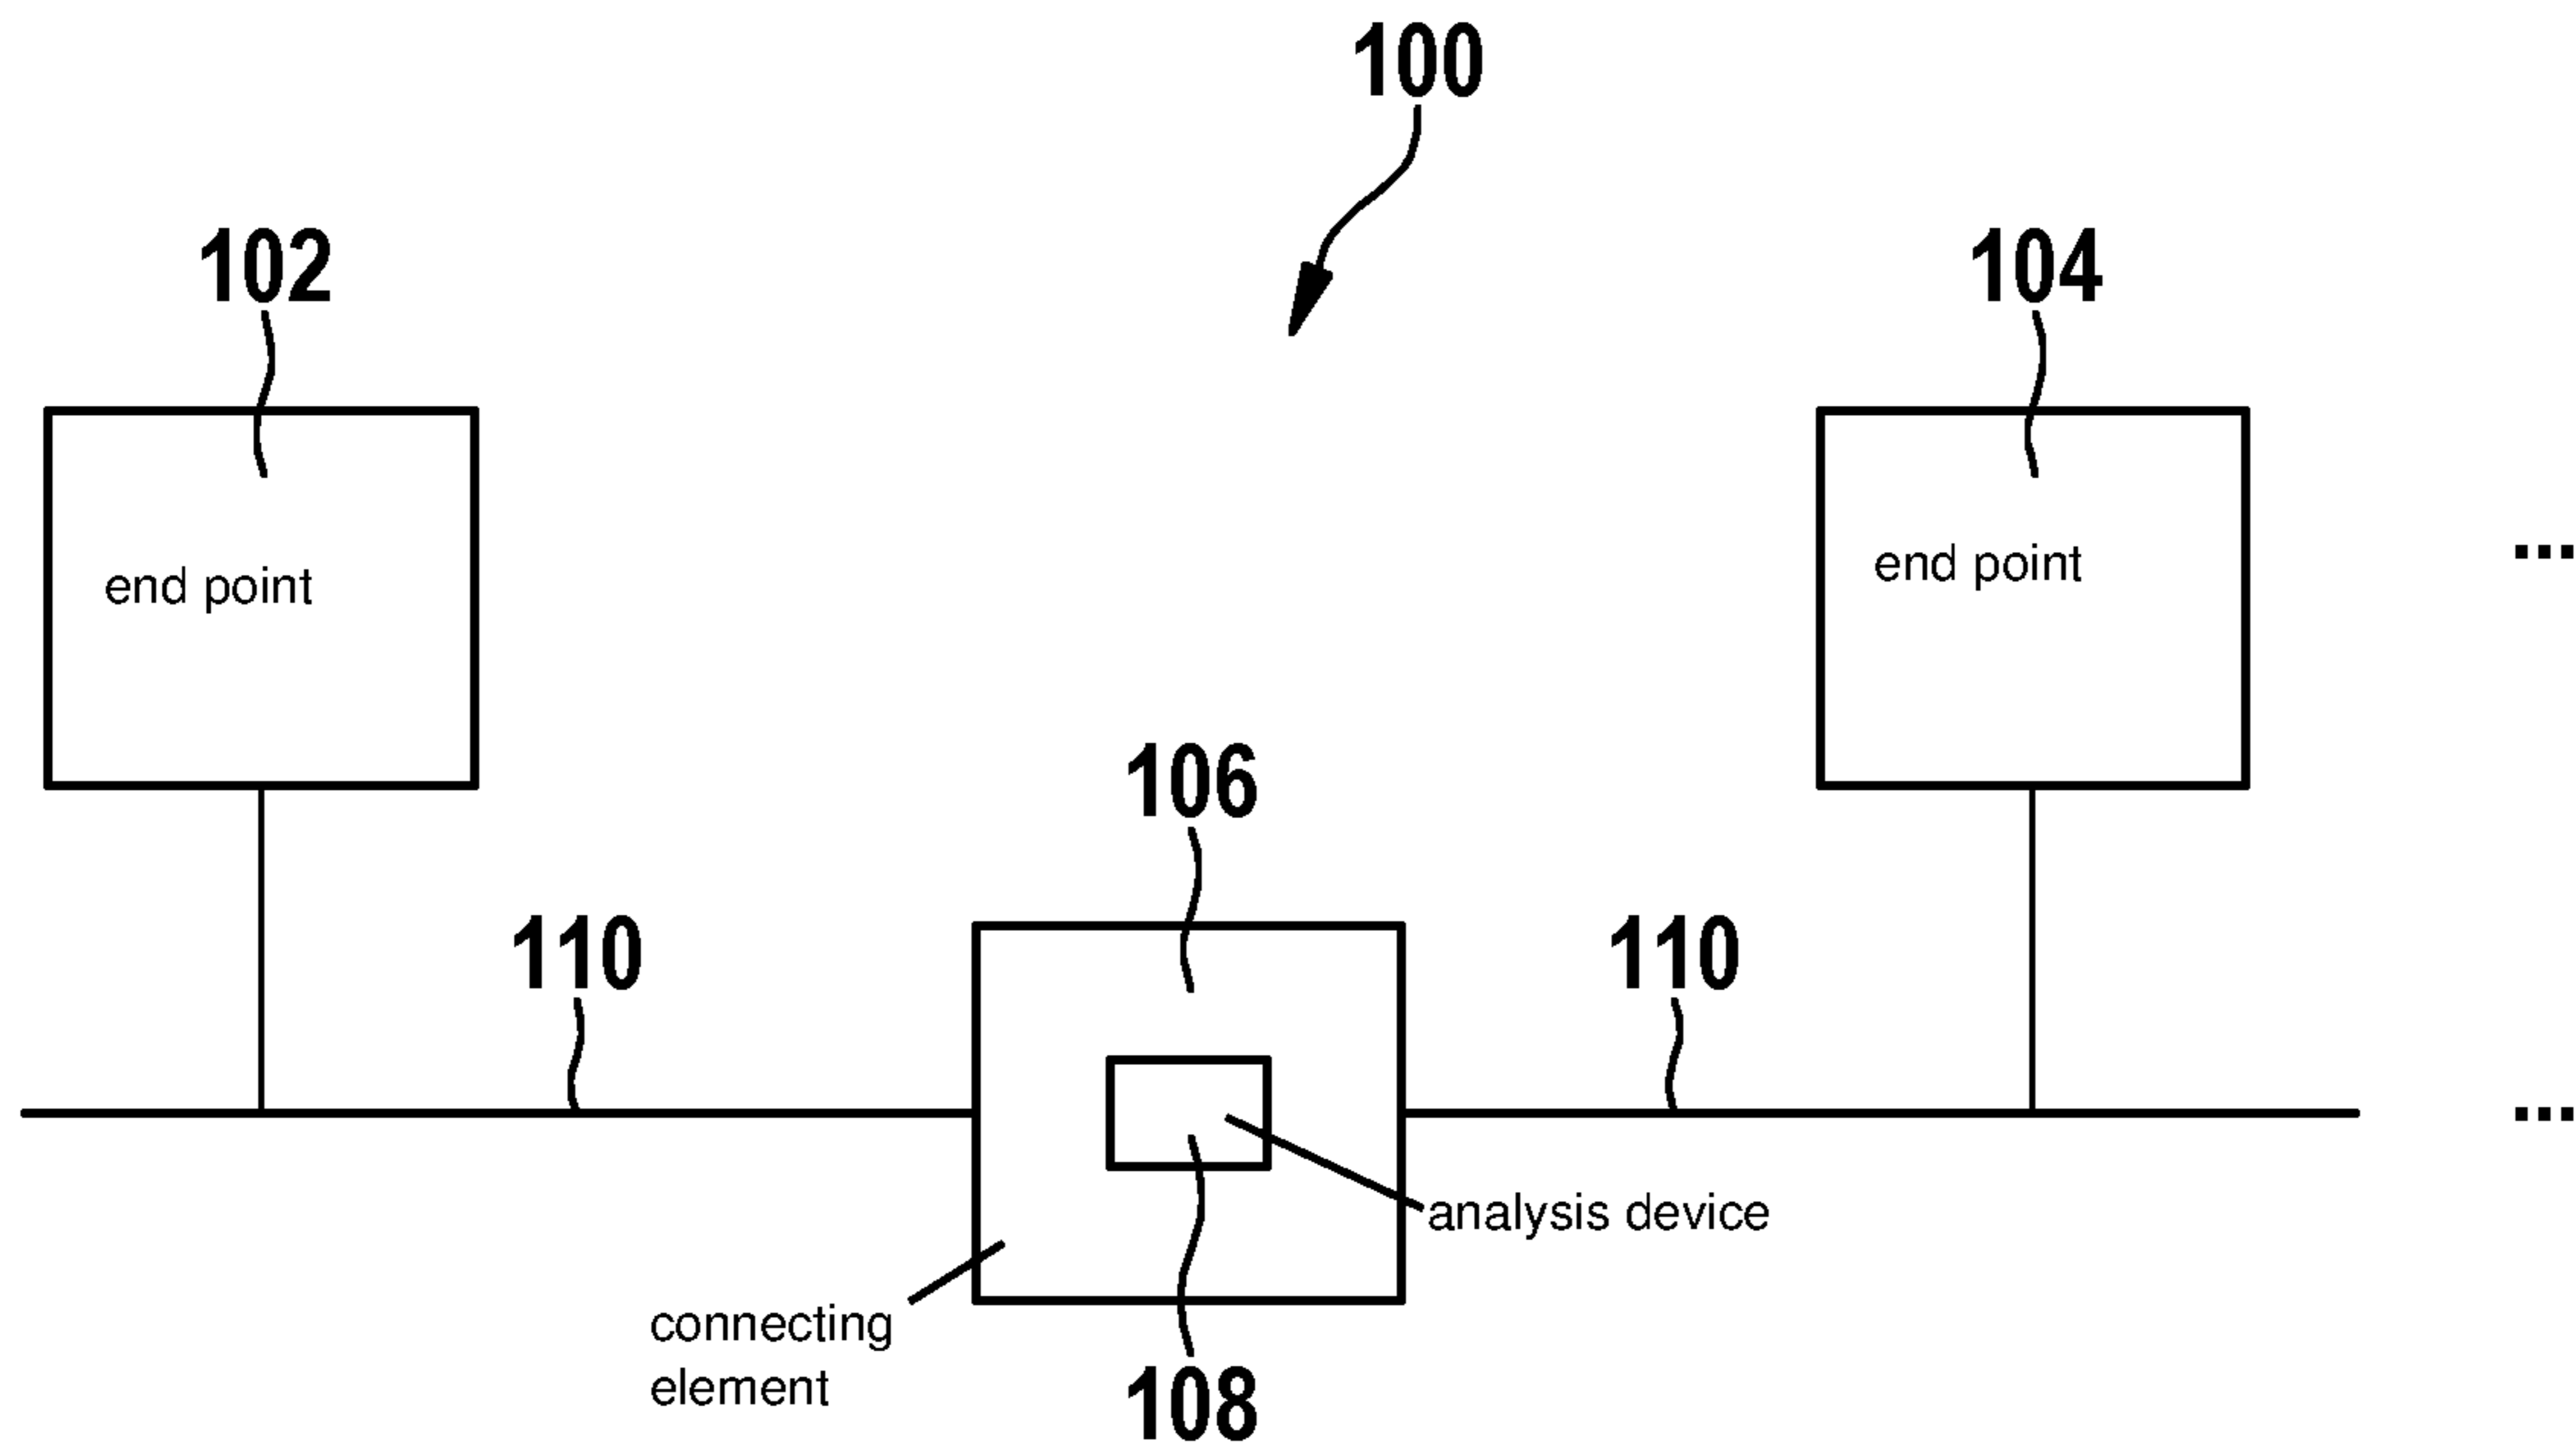 100
102
104
end point
end point
...
106
110
110
...
analysis device
connecting
element
108